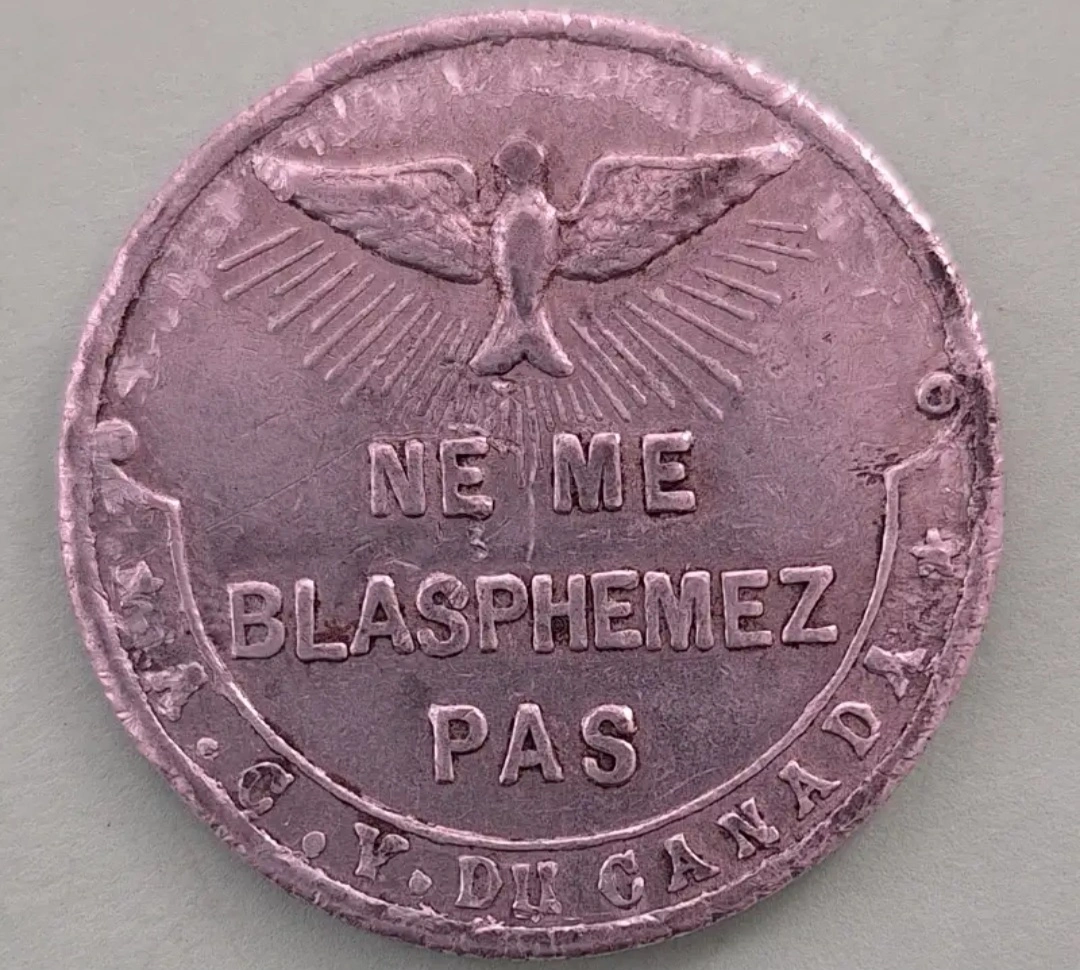 NE ME
BLASPHEMEZ
PAS
A.C.V. DU CANADA